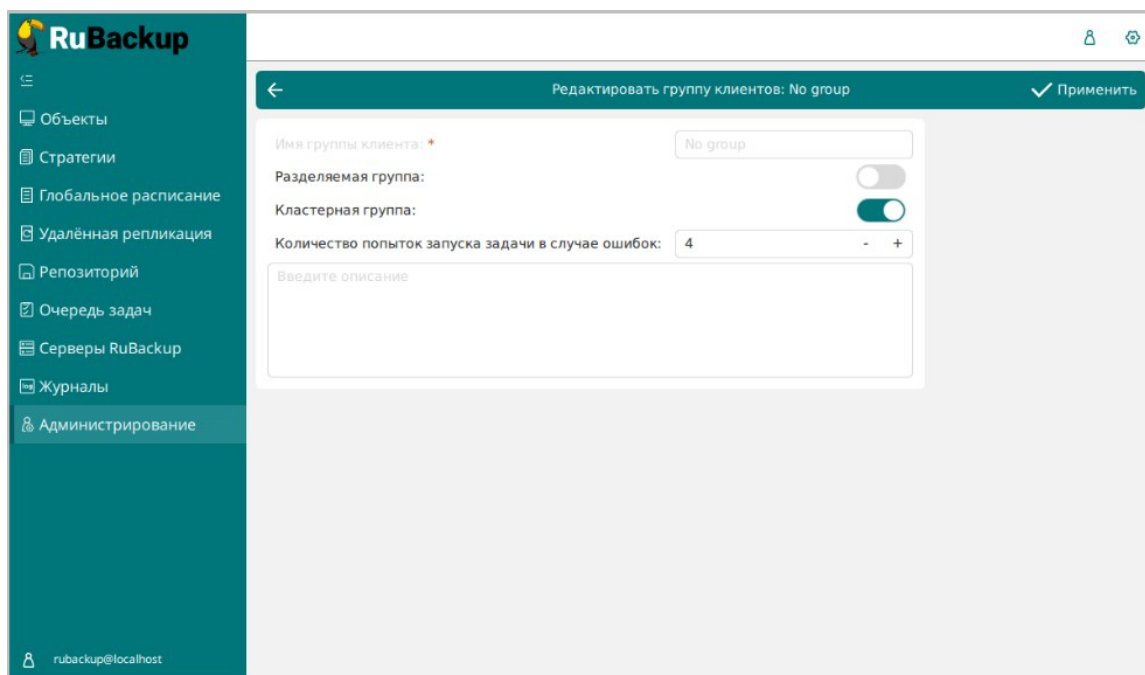 RuBackup
Редактировать группу клиентов: No group
Применить
Объекты
Стратегии
Глобальное расписание
Удалённая репликация
Репозиторий
Очередь задач
Серверы RuBackup
log Журналы
Администрирование
Имя группы клиента: *
No group
Разделяемая группа:
Кластерная группа:
Количество попыток запуска задачи в случае ошибок: 4 - +
Введите описание
rubackup@localhost